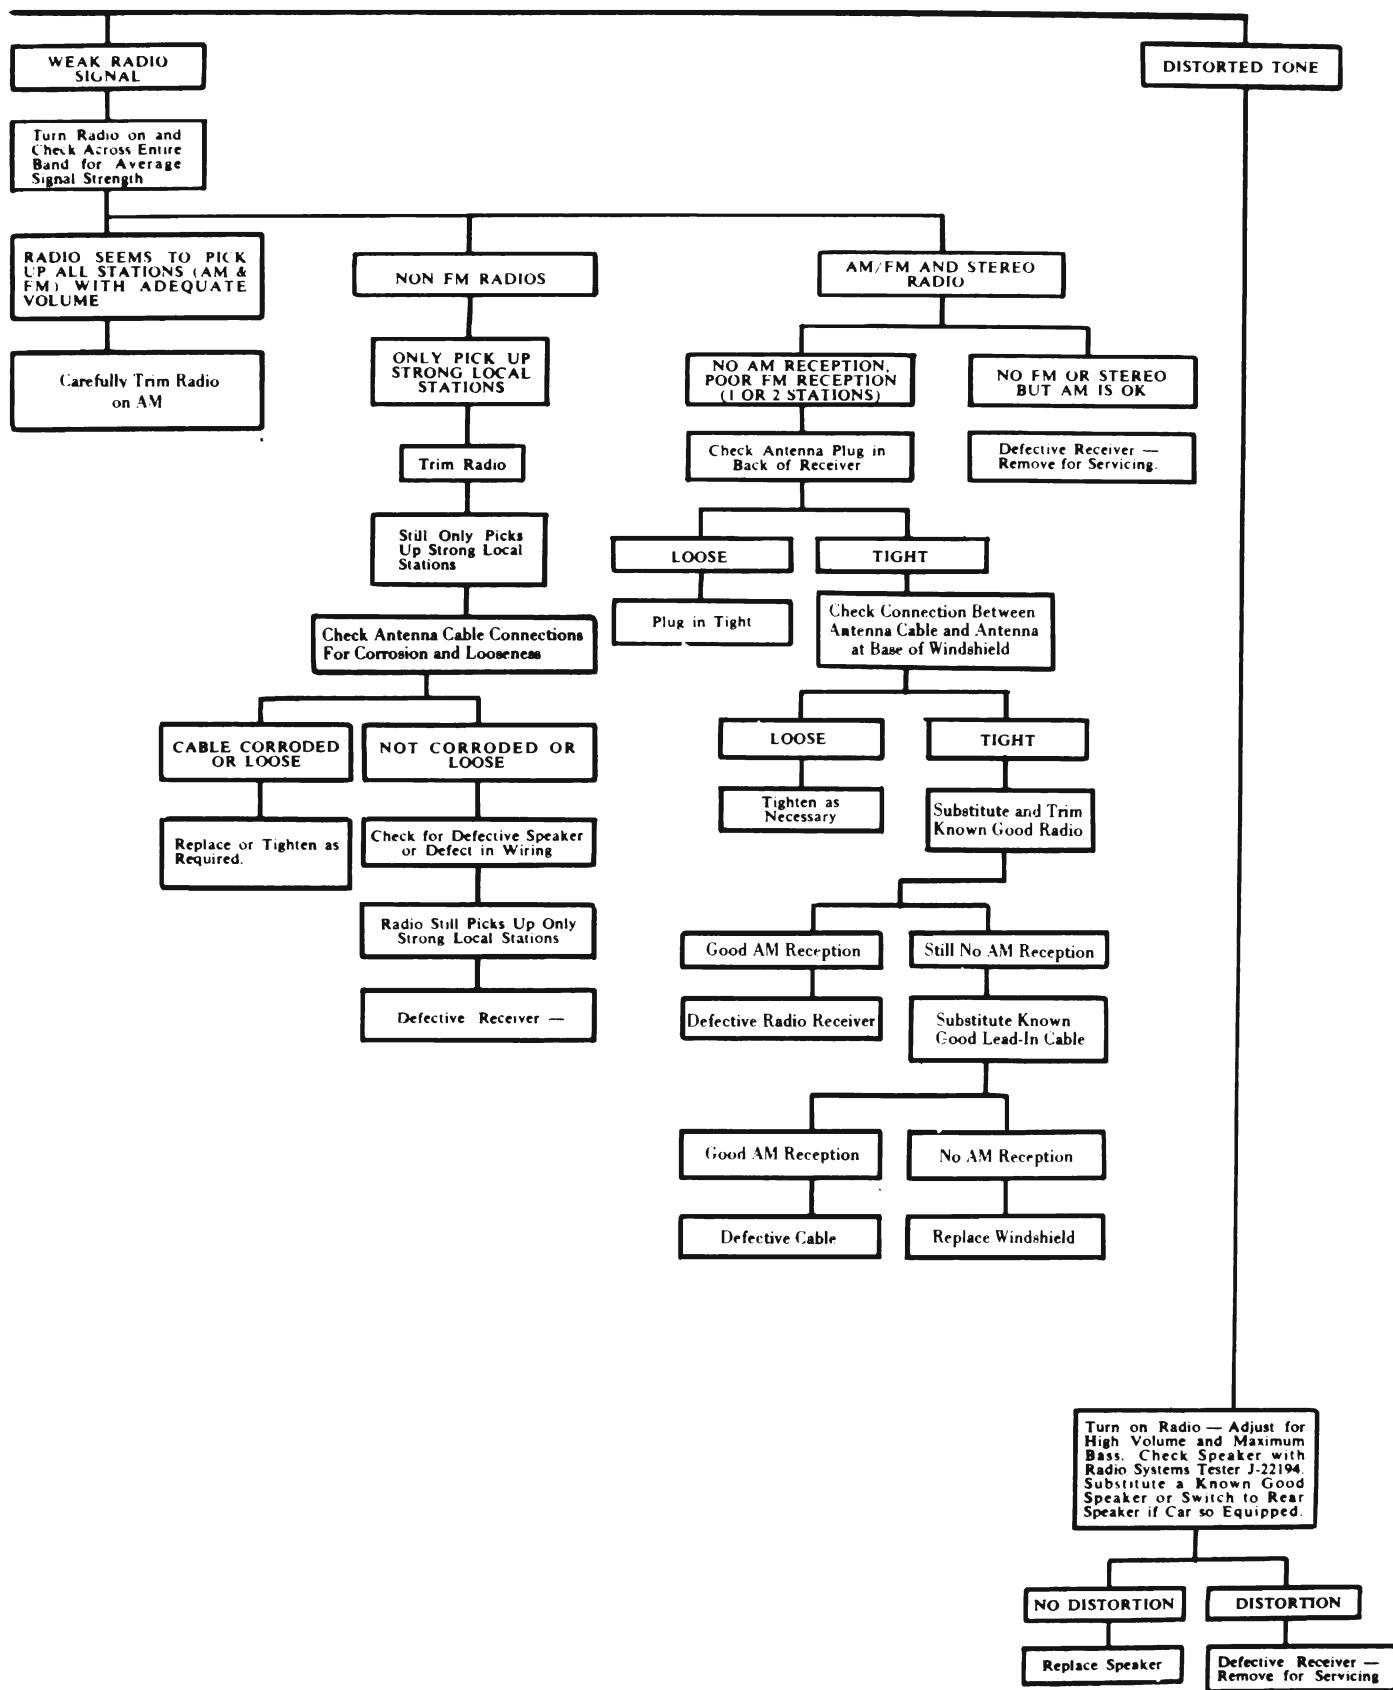 WEAK RADIO
SIGNAL
DISTORTED TONE
Turn Radio on and
Check Across Entire
Band for Average
Signal Strength
RADIO SEEMS TO PICK
UP ALL STATIONS (AM &
FM) WITH ADEQUATE
VOLUME
Carefully Trim Radio
on AM
NON FM RADIOS
ONLY PICK UP
STRONG LOCAL
STATIONS
Trim Radio
Still Only Picks
Up Strong Local
Stations
Check Antenna Cable Connections
For Corrosion and Looseness
CABLE CORRODED
OR LOOSE
Replace or Tighten as
Required.
NOT CORRODED OR
LOOSE
Check for Defective Speaker
or Defect in Wiring
Radio Still Picks Up Only
Strong Local Stations
Defective Receiver —
AM/FM AND STEREO
RADIO
NO AM RECEPTION,
POOR FM RECEPTION
(1 OR 2 STATIONS)
NO FM OR STEREO
BUT AM IS OK
Check Antenna Plug in
Back of Receiver
Defective Receiver —
Remove for Servicing.
LOOSE
Plug in Tight
TIGHT
Check Connection Between
Antenna Cable and Antenna
at Base of Windshield
LOOSE
Tighten as
Necessary
TIGHT
Substitute and Trim
Known Good Radio
Good AM Reception
Defective Radio Receiver
Still No AM Reception
Substitute Known
Good Lead-In Cable
Good AM Reception
Defective Cable
No AM Reception
Replace Windshield
Turn on Radio — Adjust for
High Volume and Maximum
Bass. Check Speaker with
Radio Systems Tester J-22194.
Substitute a Known Good
Speaker or Switch to Rear
Speaker if Car so Equipped.
NO DISTORTION
Replace Speaker
DISTORTION
Defective Receiver —
Remove for Servicing